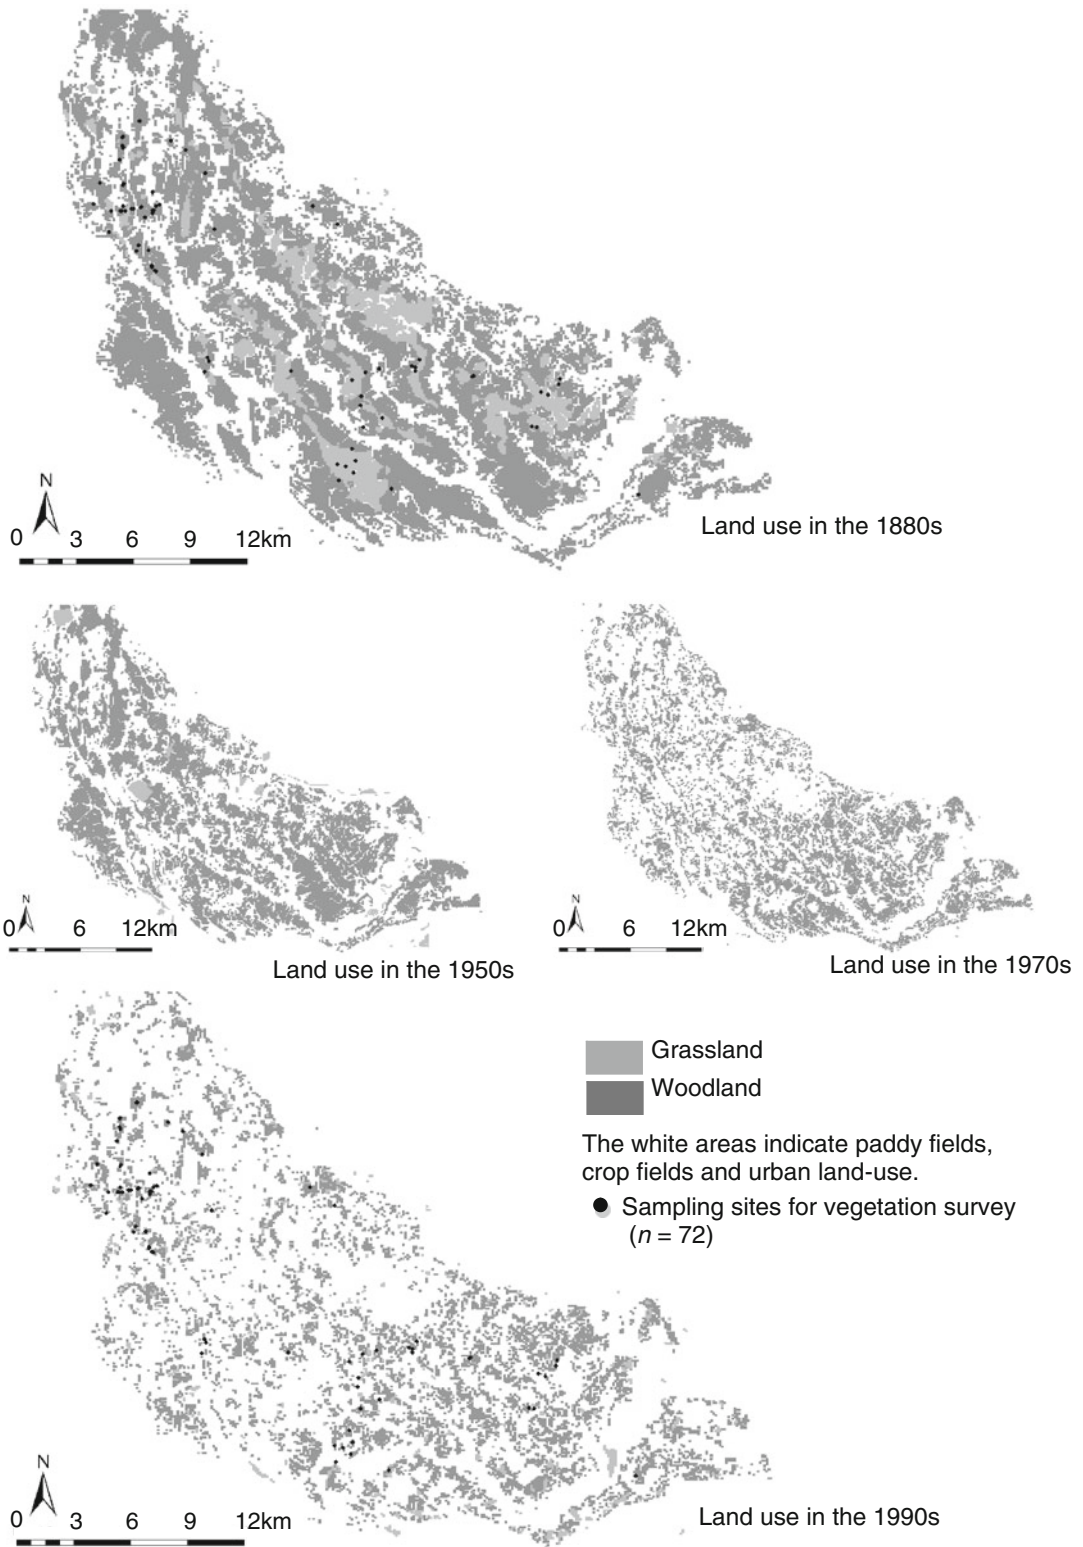 N
0 3 6 9 12km
Land use in the 1880s
N
0 6 12km
Land use in the 1950s
N
0 6 12km
Land use in the 1970s
Grassland
Woodland
The white areas indicate paddy fields,
crop fields and urban land-use.
Sampling sites for vegetation survey
(n = 72)
N
0 3 6 9 12km
Land use in the 1990s